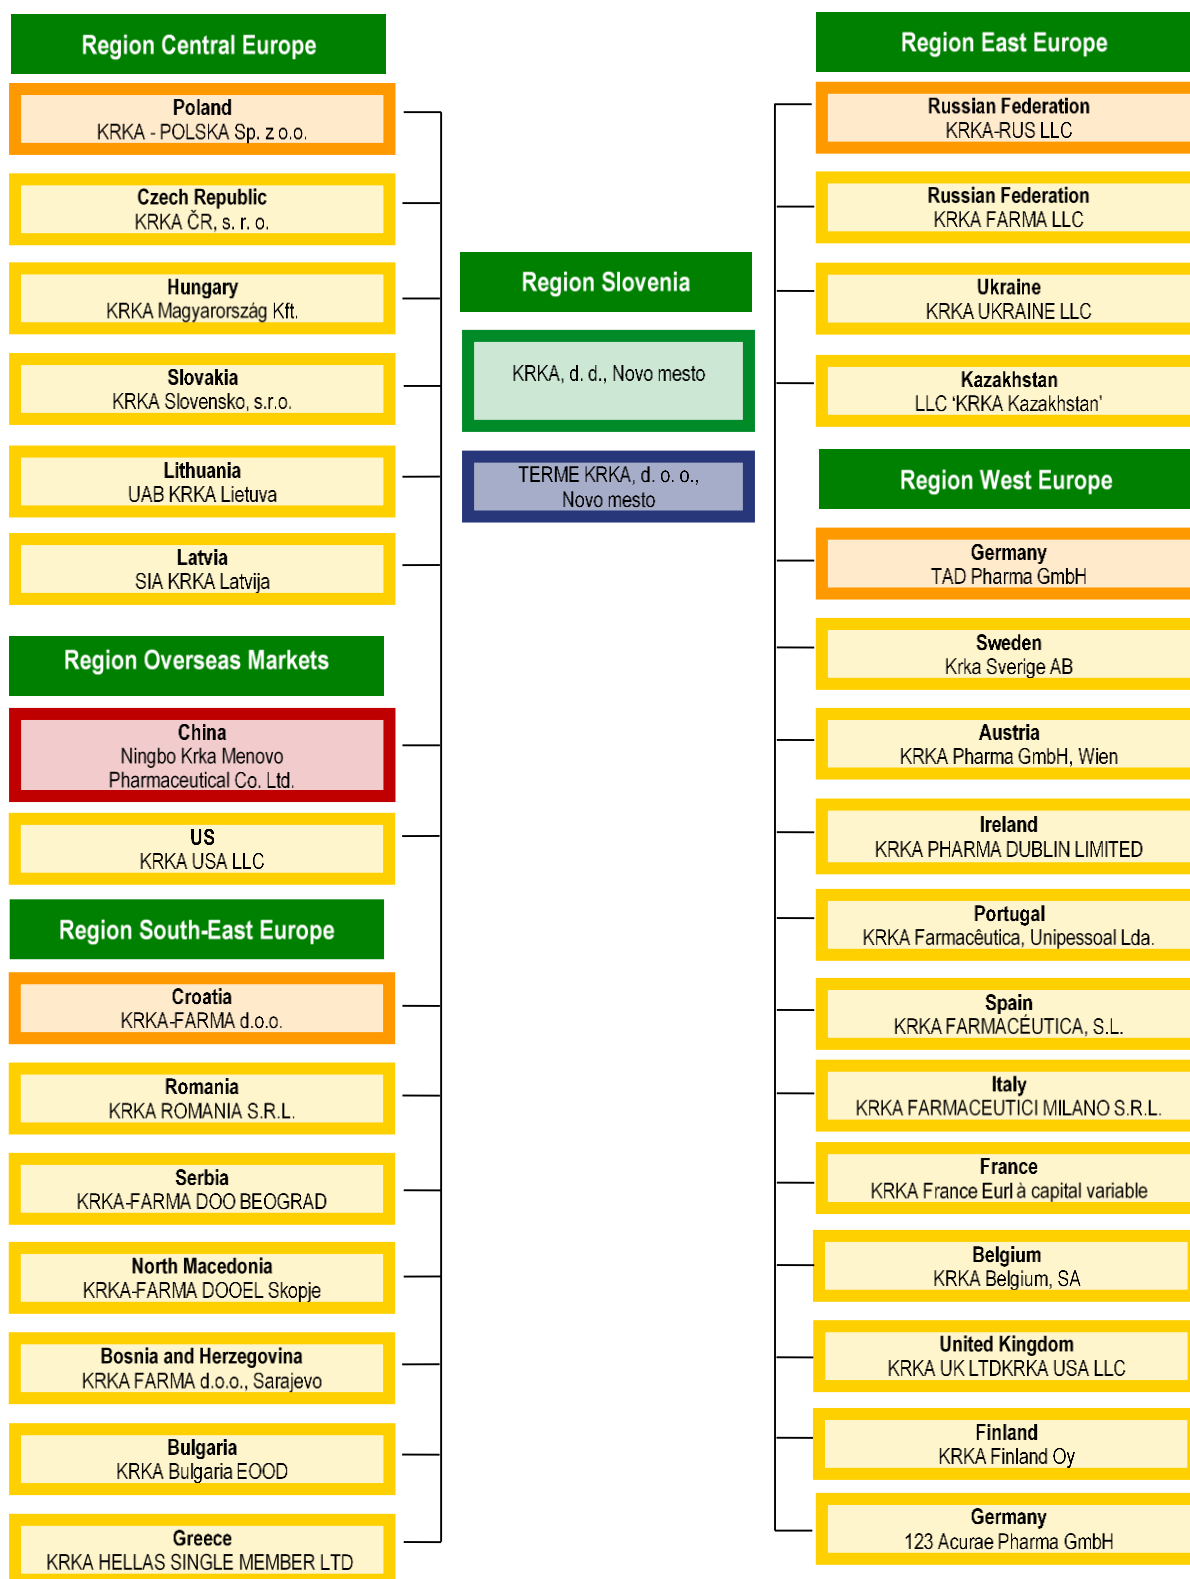 Region Central Europe
Poland
KRKA - POLSKA Sp. z o.o.
Czech Republic
KRKA ČR, s. r. o.
Hungary
KRKA Magyarország Kft.
Slovakia
KRKA Slovensko, s.r.o.
Lithuania
UAB KRKA Lietuva
Latvia
SIA KRKA Latvija
Region Overseas Markets
China
Ningbo Krka Menovo
Pharmaceutical Co. Ltd.
US
KRKA USA LLC
Region South-East Europe
Croatia
KRKA-FARMA d.o.o.
Romania
KRKA ROMANIA S.R.L.
Serbia
KRKA-FARMA DOO BEOGRAD
North Macedonia
KRKA-FARMA DOOEL Skopje
Bosnia and Herzegovina
KRKA FARMA d.o.o., Sarajevo
Bulgaria
KRKA Bulgaria EOOD
Greece
KRKA HELLAS SINGLE MEMBER LTD
Region Slovenia
KRKA, d. d., Novo mesto
TERME KRKA, d. o. o.,
Novo mesto
Region East Europe
Russian Federation
KRKA-RUS LLC
Russian Federation
KRKA FARMA LLC
Ukraine
KRKA UKRAINE LLC
Kazakhstan
LLC ‘KRKA Kazakhstan’
Region West Europe
Germany
TAD Pharma GmbH
Sweden
Krka Sverige AB
Austria
KRKA Pharma GmbH, Wien
Ireland
KRKA PHARMA DUBLIN LIMITED
Portugal
KRKA Farmacêutica, Unipessoal Lda.
Spain
KRKA FARMACÉUTICA, S.L.
Italy
KRKA FARMACEUTICI MILANO S.R.L.
France
KRKA France Eurl à capital variable
Belgium
KRKA Belgium, SA
United Kingdom
KRKA UK LTDKRKA USA LLC
Finland
KRKA Finland Oy
Germany
123 Acurae Pharma GmbH